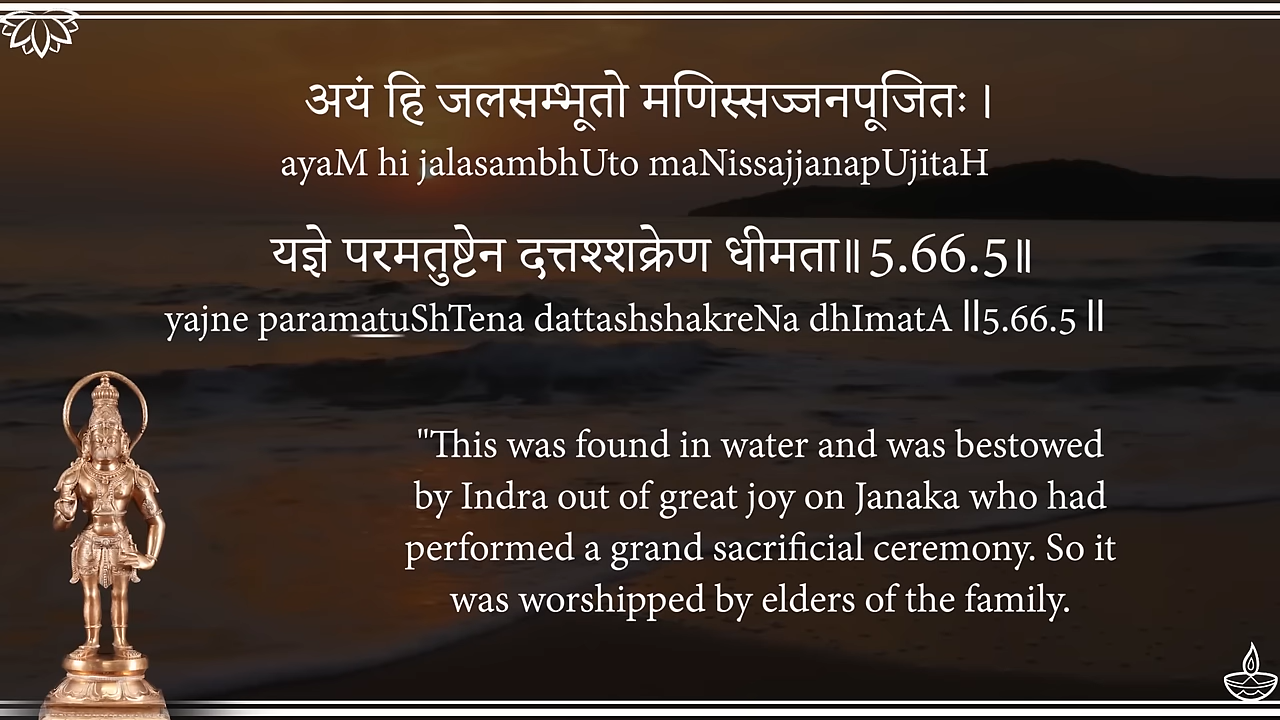 अयं हि जलसम्भूतो मणिस्सज्जनपूजितः ।
ayaM hi jalasambhUto maNissajjanapUjitaH
यज्ञे परमतुष्टेन दत्तश्शक्रेण धीमता॥5.66.5॥
yajne paramatuShTena dattashshakreNa dhImatA ||5.66.5 ||
"This was found in water and was bestowed
by Indra out of great joy on Janaka who had
performed a grand sacrificial ceremony. So it
was worshipped by elders of the family.